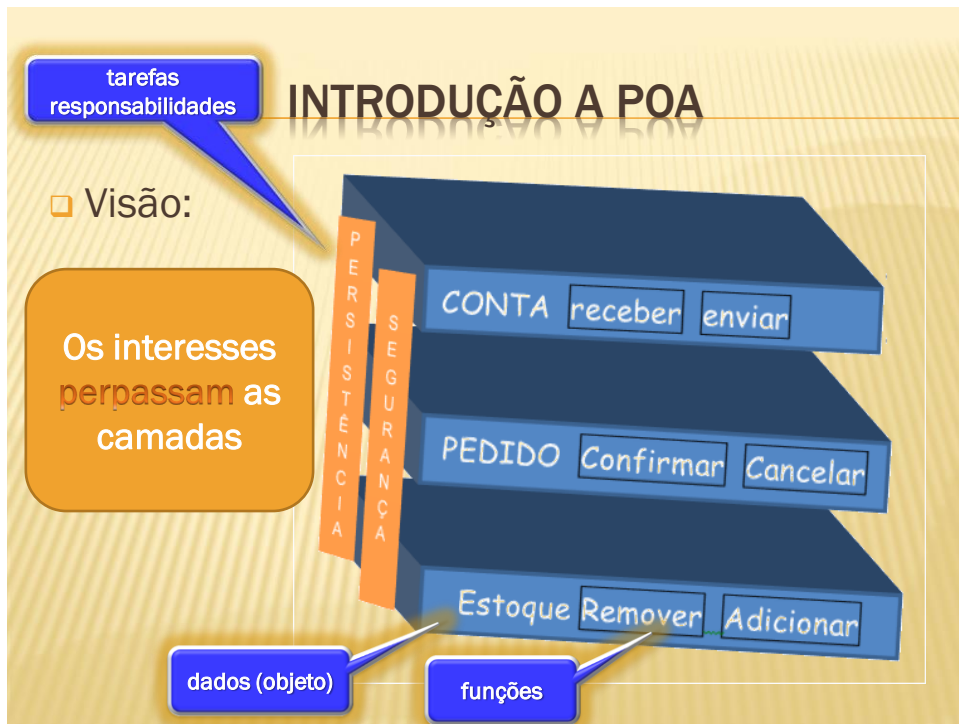 tarefas
responsabilidades
INTRODUÇÃO A POA
Visão:
Os interesses
perpassam as
camadas
PERSISTÊNCIA
SEGURANÇA
CONTA receber enviar
PEDIDO Confirmar Cancelar
Estoque Remover Adicionar
dados (objeto)
funções